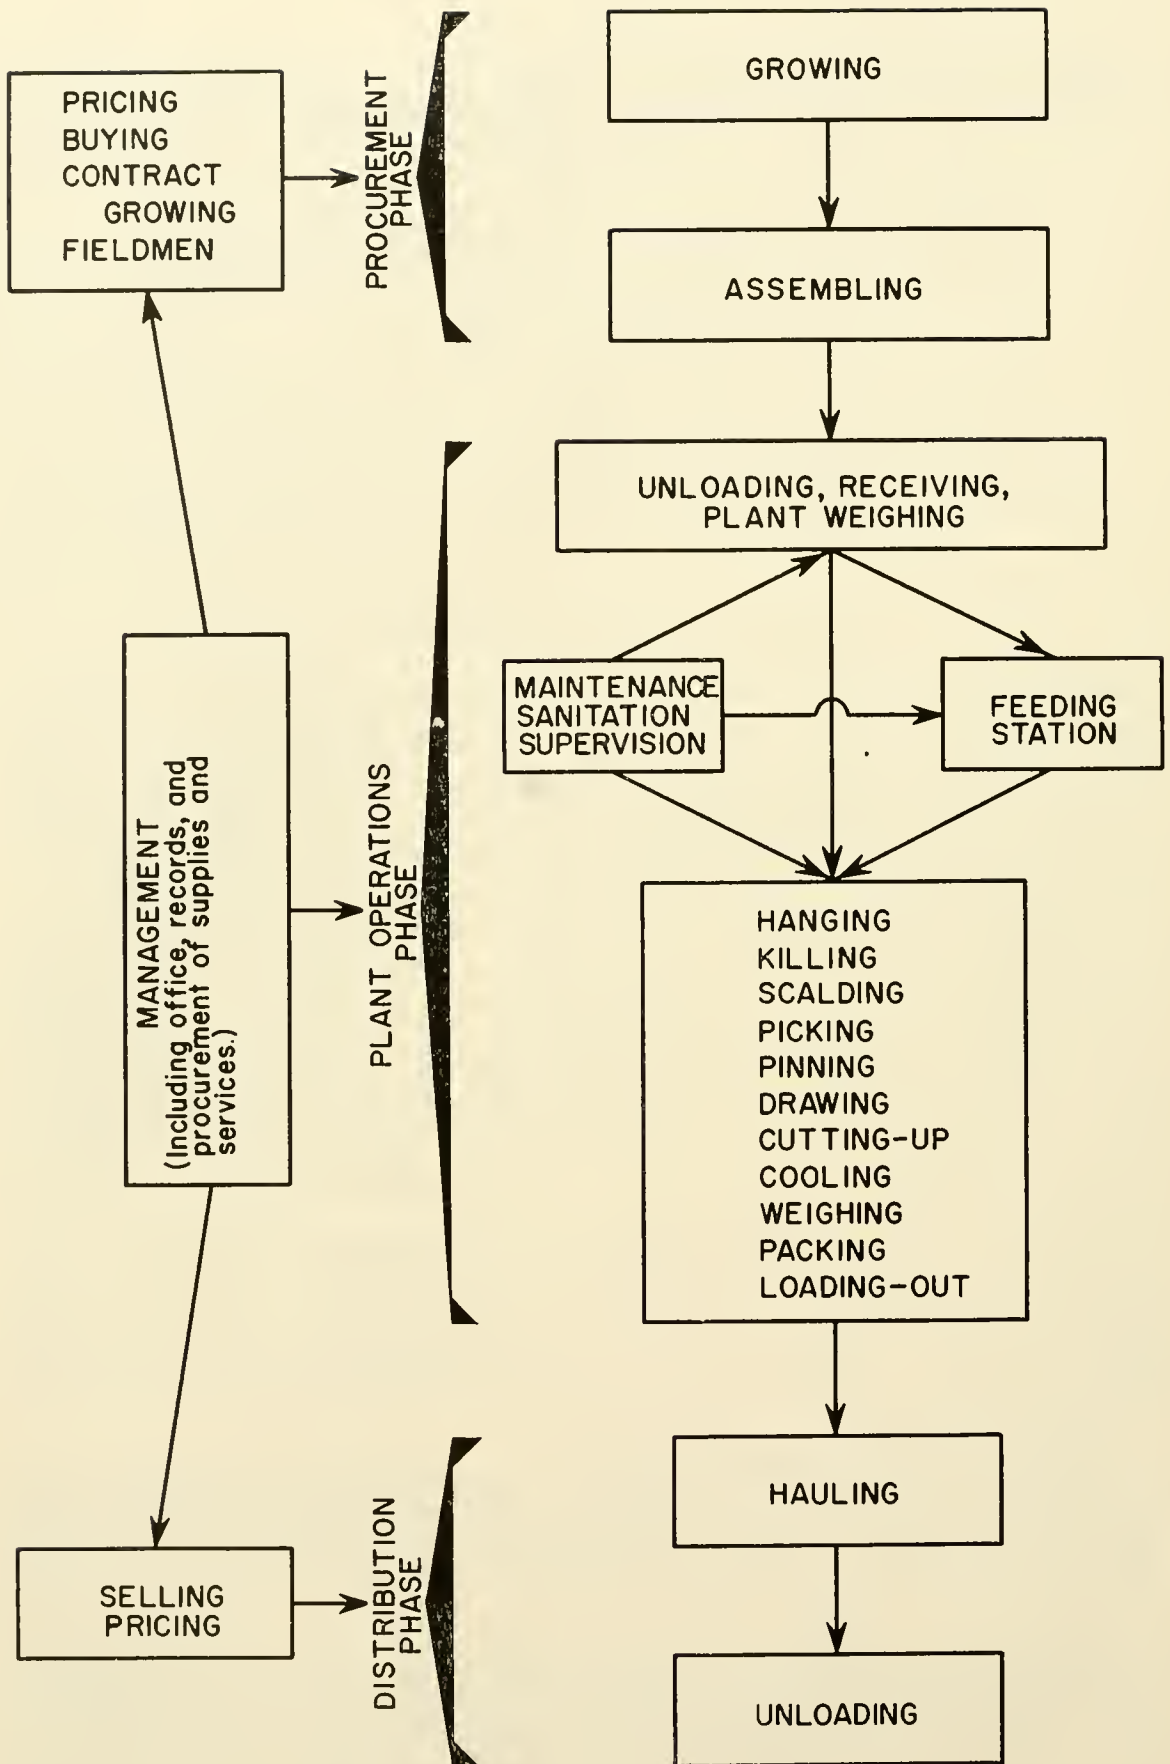 PRICING
BUYING
CONTRACT
GROWING
FIELDMEN
PROCUREMENT
PHASE
GROWING
ASSEMBLING
UNLOADING, RECEIVING,
PLANT WEIGHING
MAINTENANCE
SANITATION
SUPERVISION
FEEDING
STATION
MANAGEMENT
(Including office, records, and
procurement of supplies and
services.)
PLANT OPERATIONS
PHASE
HANGING
KILLING
SCALDING
PICKING
PINNING
DRAWING
CUTTING-UP
COOLING
WEIGHING
PACKING
LOADING-OUT
SELLING
PRICING
DISTRIBUTION
PHASE
HAULING
UNLOADING